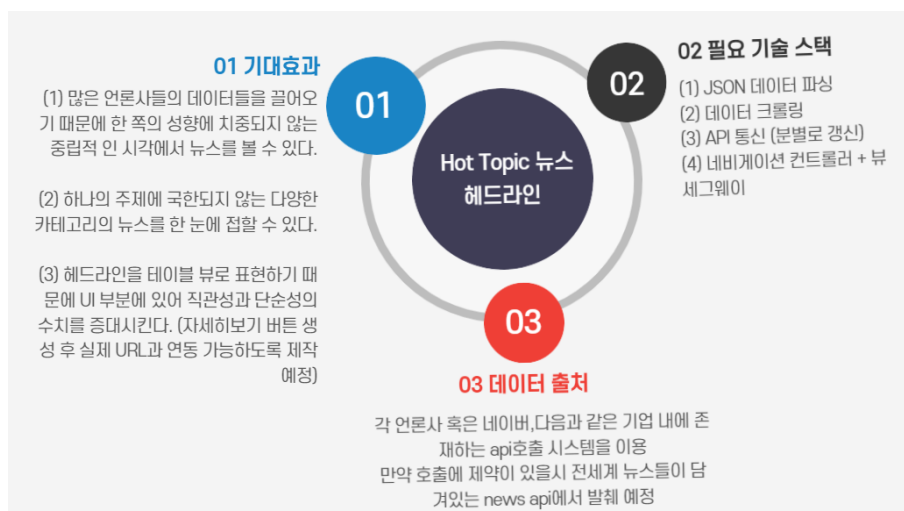 01 기대효과
(1) 많은 언론사들의 데이터들을 끌어오
기 때문에 한 쪽의 성향에 치중되지 않는
중립적 인 시각에서 뉴스를 볼 수 있다.
(2) 하나의 주제에 국한되지 않는 다양한
카테고리의 뉴스를 한 눈에 접할 수 있다.
(3) 헤드라인을 테이블 뷰로 표현하기 때
문에 UI 부분에 있어 직관성과 단순성의
수치를 증대시킨다. (자세히보기 버튼 생
성 후 실제 URL과 연동 가능하도록 제작
예정)
01
Hot Topic 뉴스
헤드라인
02
02 필요 기술 스택
(1) JSON 데이터 파싱
(2) 데이터 크롤링
(3) API 통신 (분별로 갱신)
(4) 네비게이션 컨트롤러 + 뷰
세그웨이
03
03 데이터 출처
각 언론사 혹은 네이버,다음과 같은 기업 내에 존
재하는 api호출 시스템을 이용
만약 호출에 제약이 있을시 전세계 뉴스들이 담
겨있는 news api에서 발췌 예정